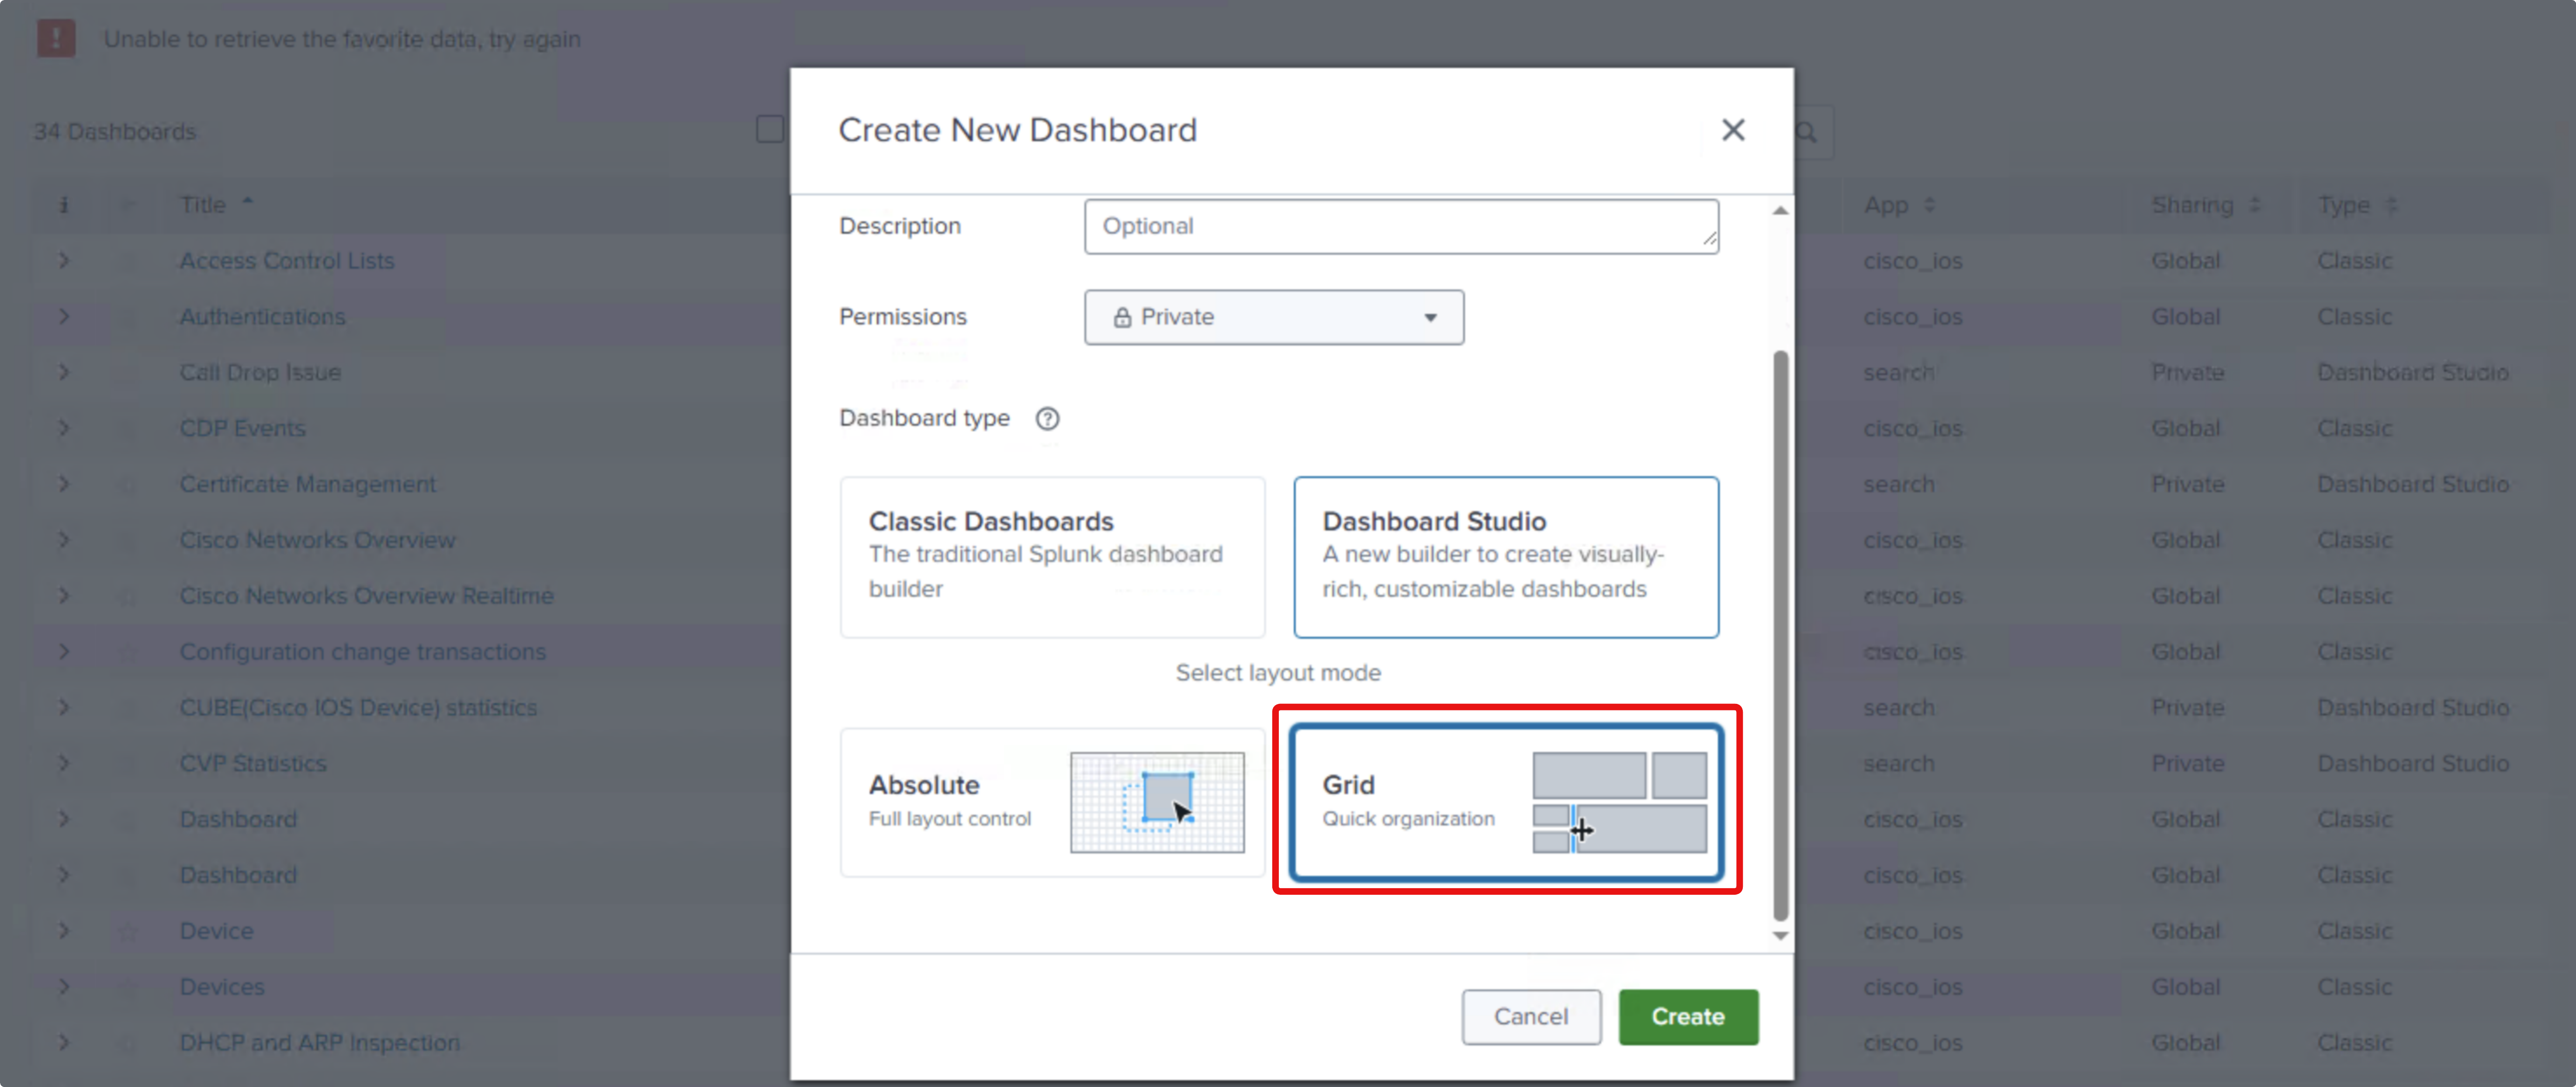 Unable to retrieve the favorite data, try again
34 Dashboards
Create New Dashboard
i Title App Sharing Type
Description Optional
Permissions Private
Dashboard type
Classic Dashboards
The traditional Splunk dashboard
builder
Dashboard Studio
A new builder to create visually-
rich, customizable dashboards
Select layout mode
Absolute
Full layout control
Grid
Quick organization
Cancel Create
Access Control Lists cisco_ios Global Classic
Authentications cisco_ios Global Classic
Call Drop Issue search Private Dashboard Studio
CDP Events cisco_ios Global Classic
Certificate Management search Private Dashboard Studio
Cisco Networks Overview cisco_ios Global Classic
Cisco Networks Overview Realtime cisco_ios Global Classic
Configuration change transactions cisco_ios Global Classic
CUBE(Cisco IOS Device) statistics search Private Dashboard Studio
CVP Statistics search Private Dashboard Studio
Dashboard cisco_ios Global Classic
Dashboard cisco_ios Global Classic
Device cisco_ios Global Classic
Devices cisco_ios Global Classic
DHCP and ARP Inspection cisco_ios Global Classic